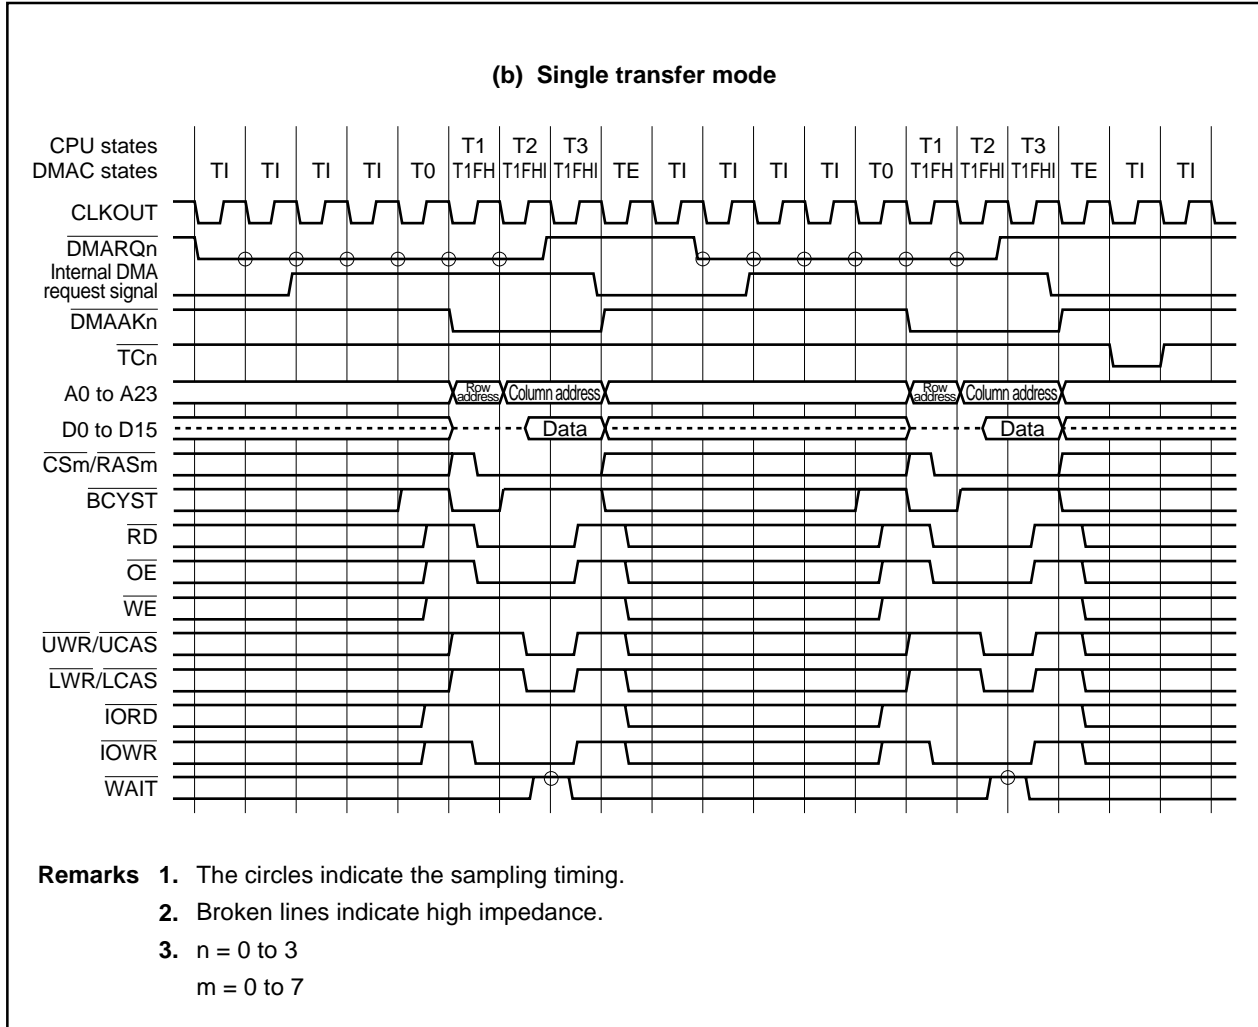 (b) Single transfer mode
CPU states T1 T2 T3 T1 T2 T3
DMAC states TI TI TI TI T0 T1FH T1FHI T1FHI TE TI TI TI TI T0 T1FH T1FHI T1FHI TE TI TI
CLKOUT
DMARQn
Internal DMA
request signal
DMAAKn
TCn
A0 to A23 Row address Column address Row address Column address
D0 to D15 Data Data
CSm/RASm
BCYST
RD
OE
WE
UWR/UCAS
LWR/LCAS
IORD
IOWR
WAIT
Remarks 1. The circles indicate the sampling timing.
2. Broken lines indicate high impedance.
3. n = 0 to 3
m = 0 to 7